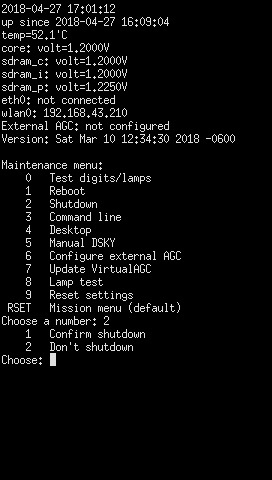 2018-04-27 17:01:12
up since 2018-04-27 16:09:04
temp=52.1'C
core: volt=1.2000V
sdram_c: volt=1.2000V
sdram_i: volt=1.2000V
sdram_p: volt=1.2250V
eth0: not connected
wlan0: 192.168.43.210
External AGC: not configured
Version: Sat Mar 10 12:34:30 2018 -0600
Maintenance menu:
0 Test digits/lamps
1 Reboot
2 Shutdown
3 Command line
4 Desktop
5 Manual DSKY
6 Configure external AGC
7 Update VirtualAGC
8 Lamp test
9 Reset settings
RSET Mission menu (default)
Choose a number: 2
1 Confirm shutdown
2 Don't shutdown
Choose: